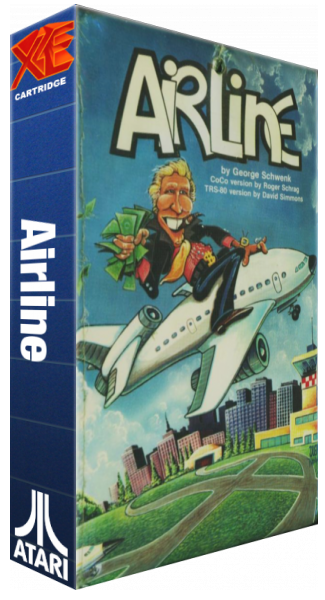 XE
CARTRIDGE
Airline
ATARI
AIRLINE
by George Schwenk
CoCo version by Roger Schrag
TRS-80 version by David Simmons